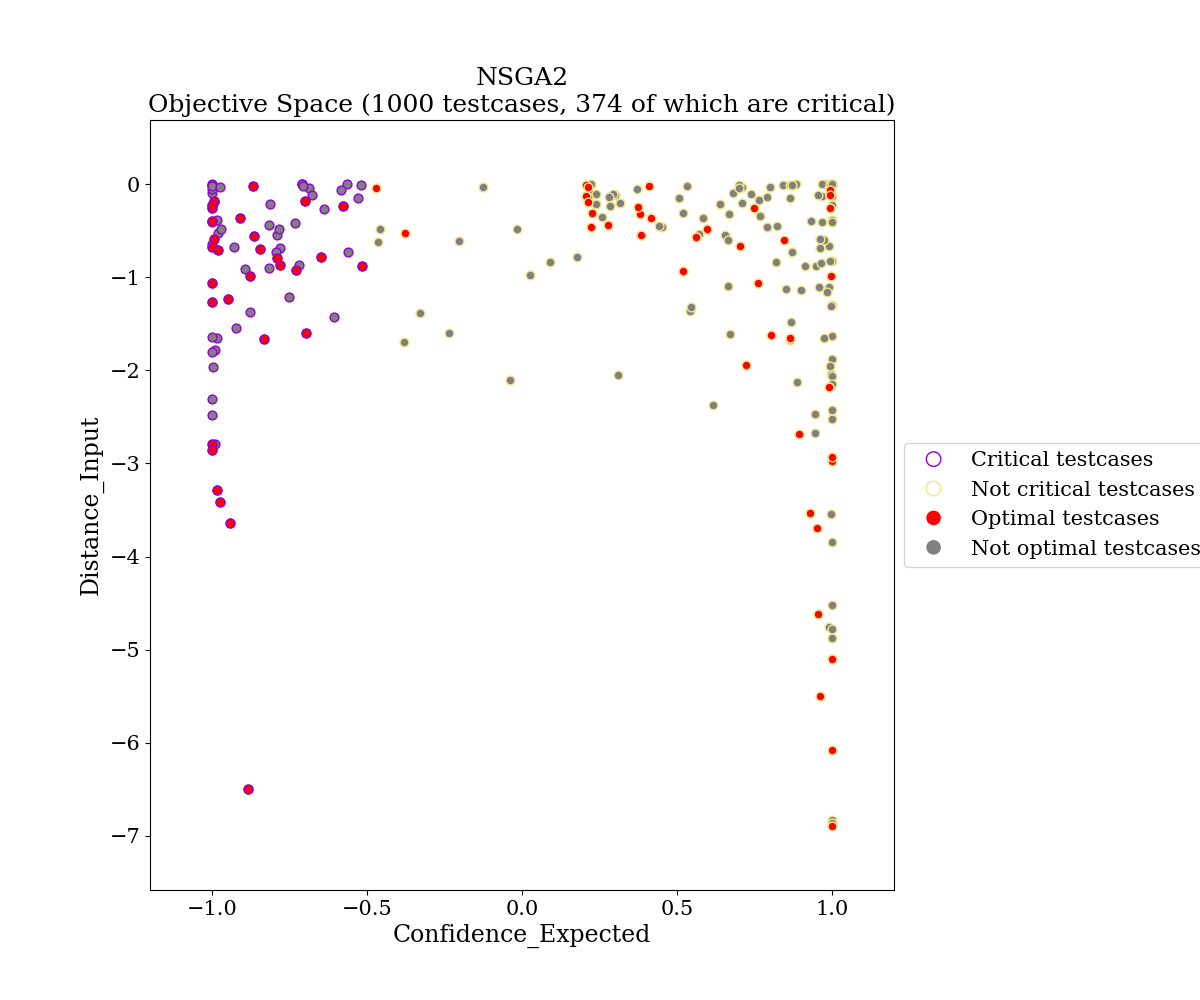 NSGA2
Objective Space (1000 testcases, 374 of which are critical)
0
−1
−2
−3
−4
−5
−6
−7
Distance_Input
−1.0
−0.5
0.0
0.5
1.0
Confidence_Expected
Critical testcases
Not critical testcases
Optimal testcases
Not optimal testcases